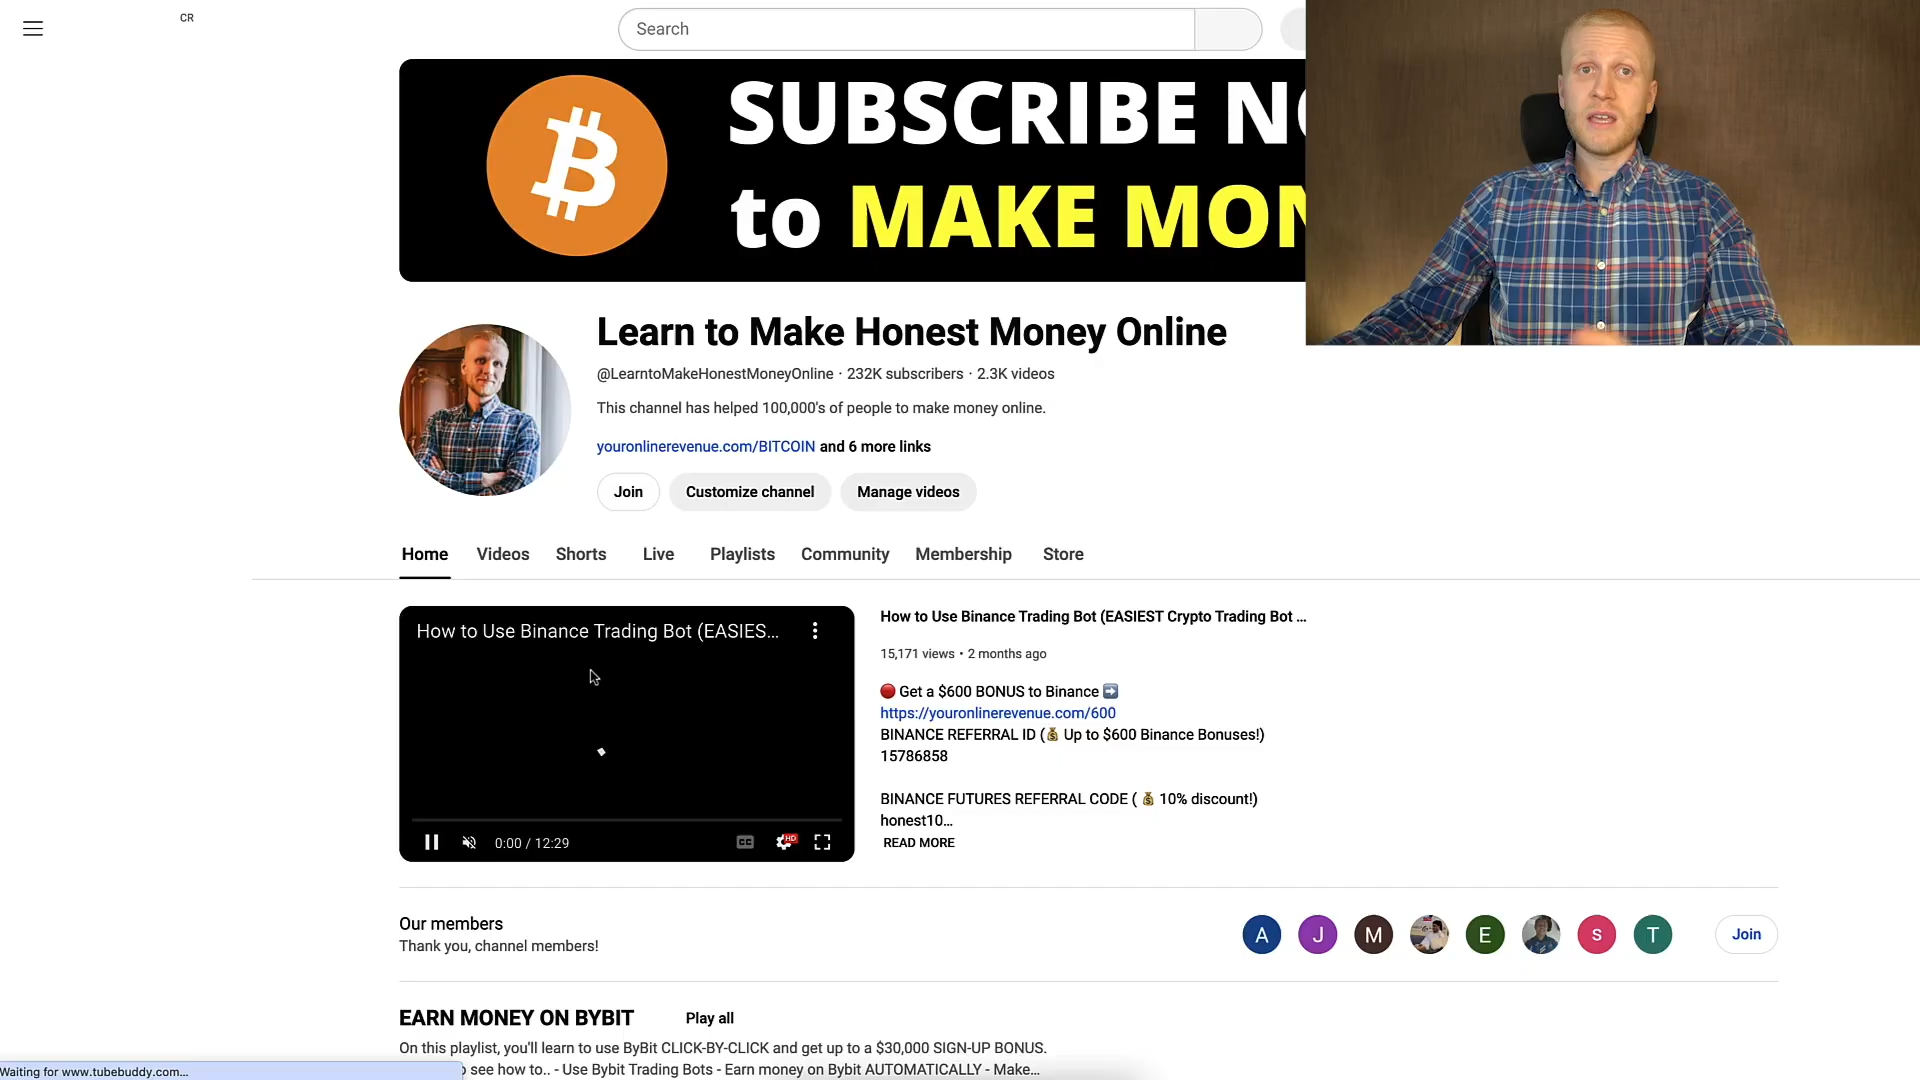 CR
Search
SUBSCRIBE
to MAKE
Learn to Make Honest Money Online
@LearntoMakeHonestMoneyOnline · 232K subscribers · 2.3K videos
This channel has helped 100,000's of people to make money online.
youronlinerevenue.com/BITCOIN and 6 more links
Join
Customize channel
Manage videos
Home
Videos
Shorts
Live
Playlists
Community
Membership
Store
How to Use Binance Trading Bot (EASIES...
0:00 / 12:29
CC
HD
How to Use Binance Trading Bot (EASIEST Crypto Trading Bot ...
15,171 views • 2 months ago
🔴 Get a $600 BONUS to Binance ➡️
https://youronlinerevenue.com/600
BINANCE REFERRAL ID (💰 Up to $600 Binance Bonuses!)
15786858
BINANCE FUTURES REFERRAL CODE ( 💰 10% discount!)
honest10...
READ MORE
Our members
Thank you, channel members!
A
J
M
E
S
T
Join
EARN MONEY ON BYBIT
Play all
On this playlist, you'll learn to use ByBit CLICK-BY-CLICK and get up to a $30,000 SIGN-UP BONUS.
see how to.. - Use Bybit Trading Bots - Earn money on Bybit AUTOMATICALLY - Make...
Waiting for www.tubebuddy.com...